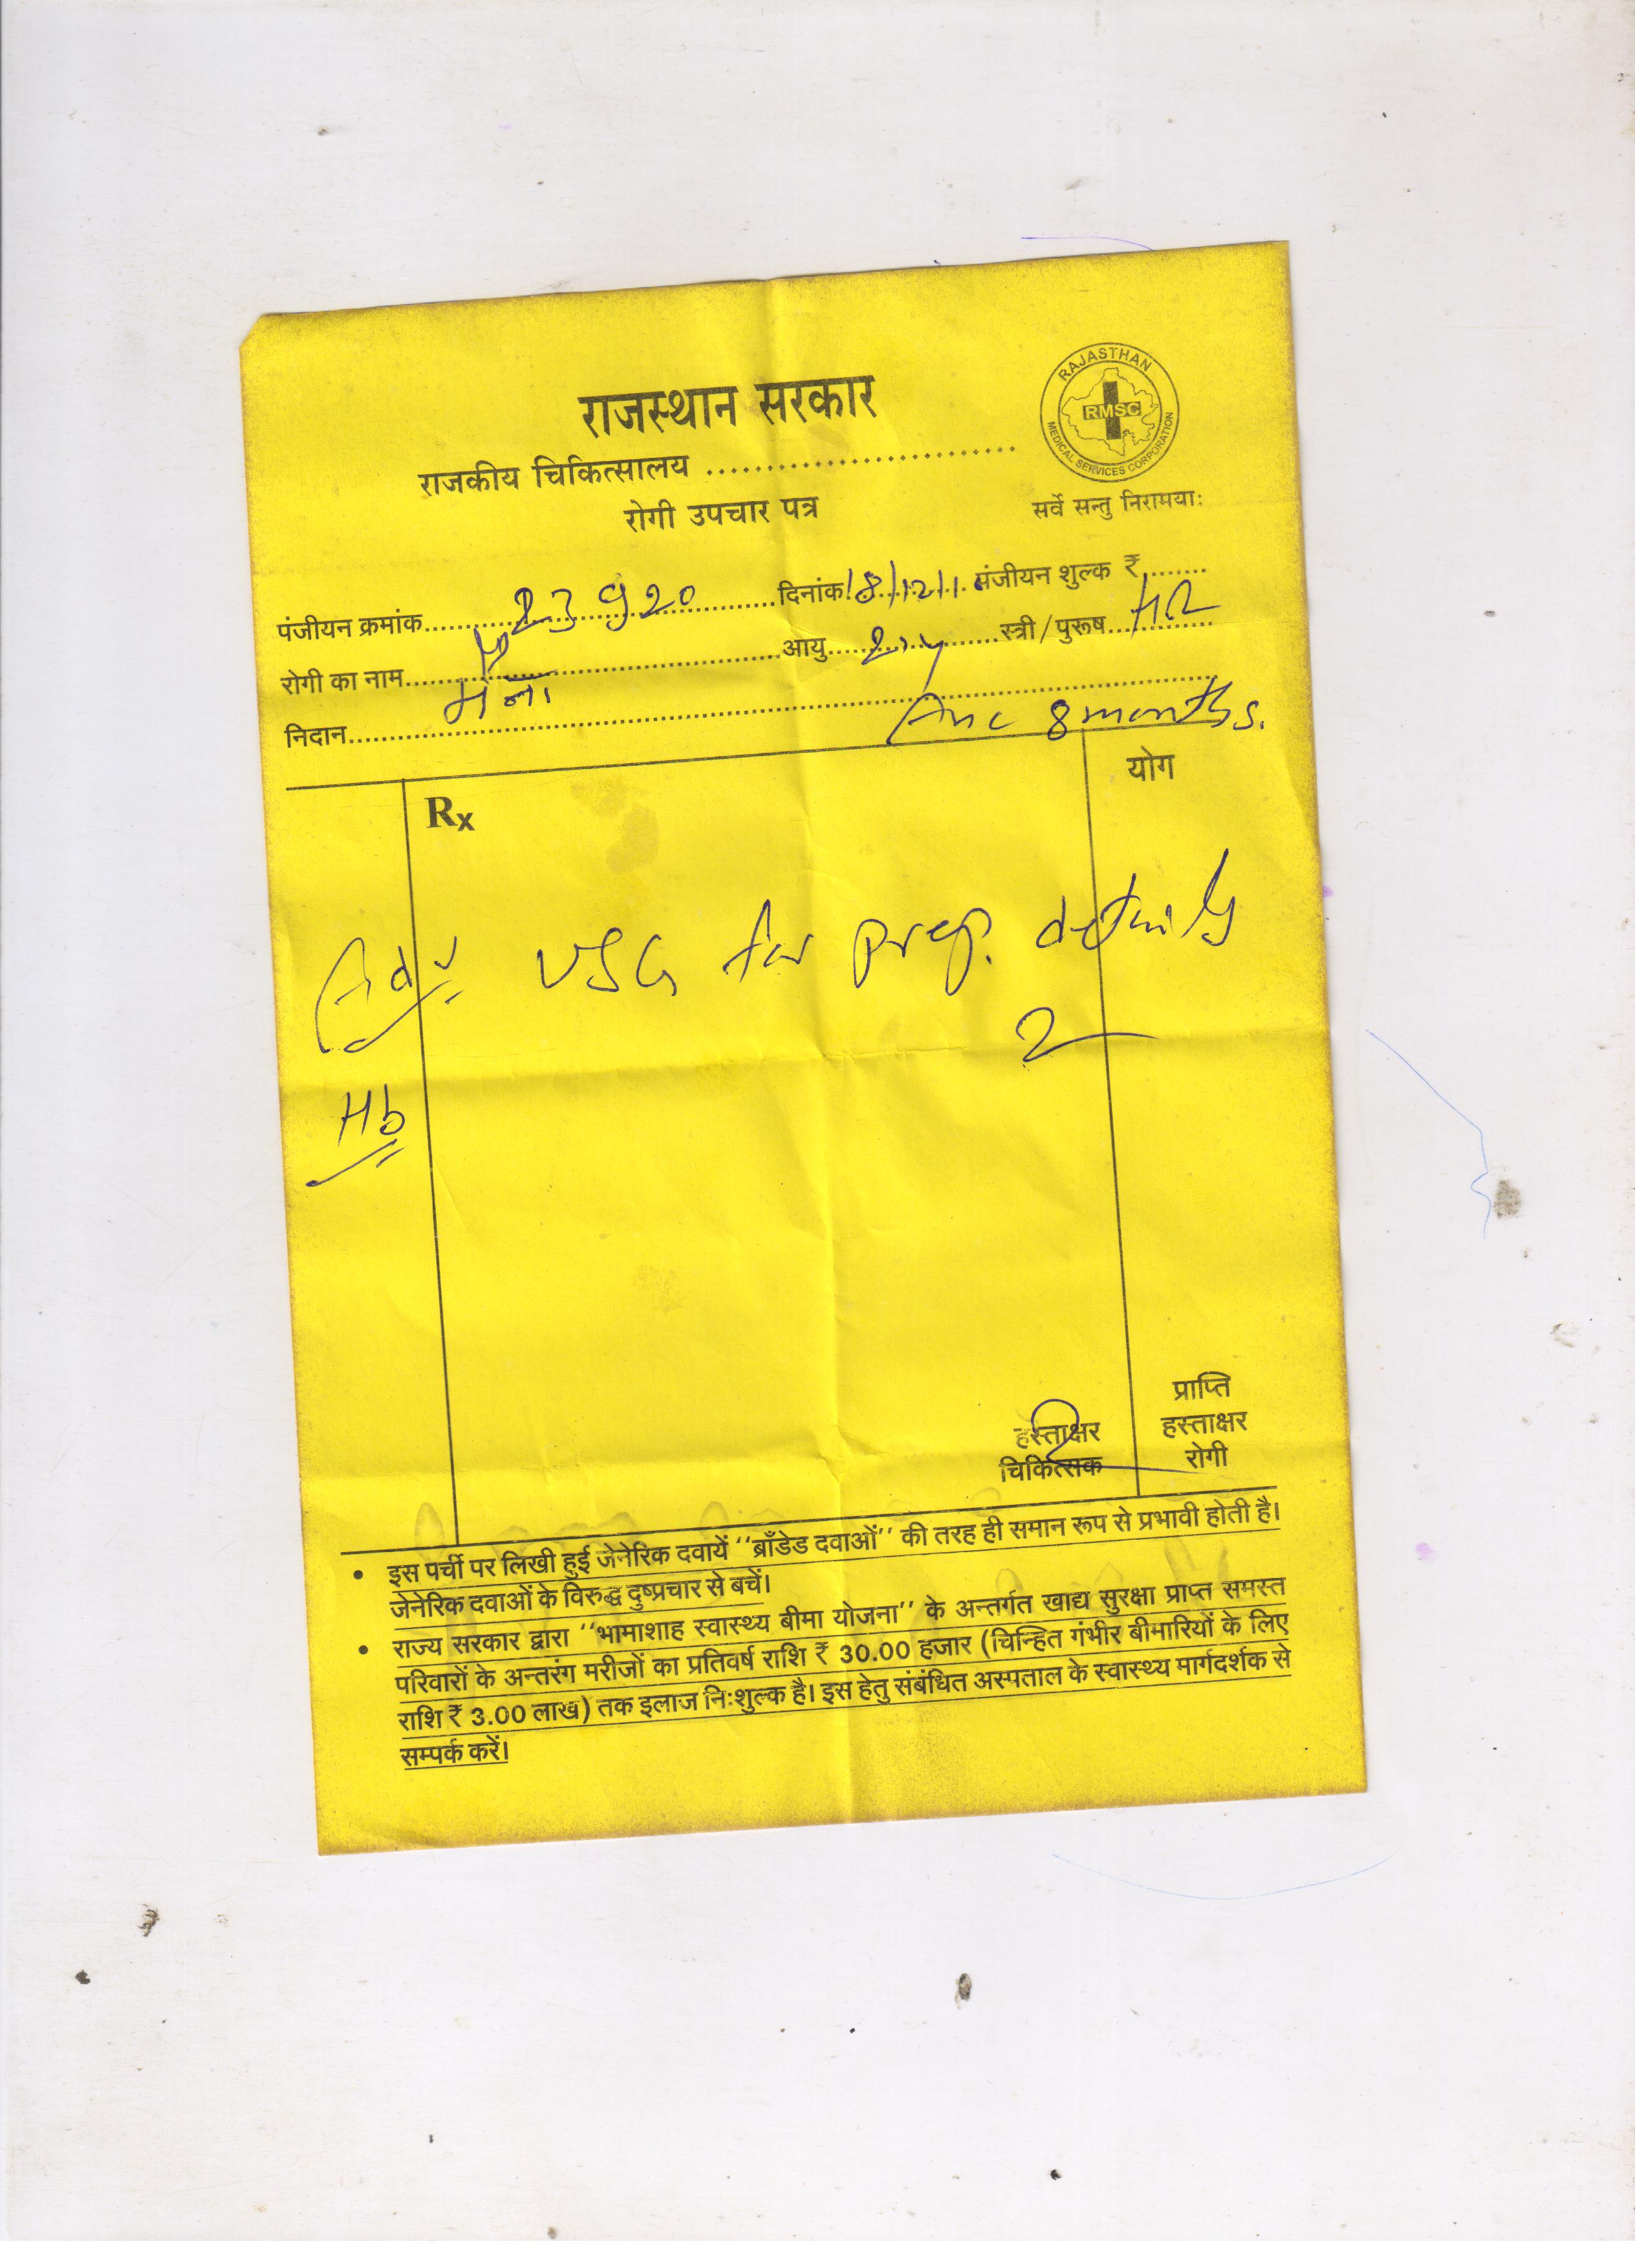 राजस्थान सरकार
RAJASTHAN
RMSC
MEDICAL SERVICES CORPORATION
राजकीय चिकित्सालय ..........................
रोगी उपचार पत्र
सर्वे सन्तु निरामया:
पंजीयन क्रमांक 23920 दिनांक 18/12/1 पंजीयन शुल्क ₹ ........
रोगी का नाम मैना आयु स्त्री/पुरूष
निदान Anc 8 months.
Rx
योग
Adv USG for preg. details
Hb
प्राप्ति
हस्ताक्षर
हस्ताक्षर
चिकित्सक
रोगी
• इस पर्ची पर लिखी हुई जेनेरिक दवायें ‘‘ब्राँडेड दवाओं’’ की तरह ही समान रूप से प्रभावी होती है।
जेनेरिक दवाओं के विरुद्ध दुष्प्रचार से बचें।
• राज्य सरकार द्वारा ‘‘भामाशाह स्वास्थ्य बीमा योजना’’ के अन्तर्गत खाद्य सुरक्षा प्राप्त समस्त
परिवारों के अन्तरंग मरीजों का प्रतिवर्ष राशि ₹ 30.00 हजार (चिन्हित गंभीर बीमारियों के लिए
राशि ₹ 3.00 लाख) तक इलाज नि:शुल्क है। इस हेतु संबंधित अस्पताल के स्वास्थ्य मार्गदर्शक से
सम्पर्क करें।